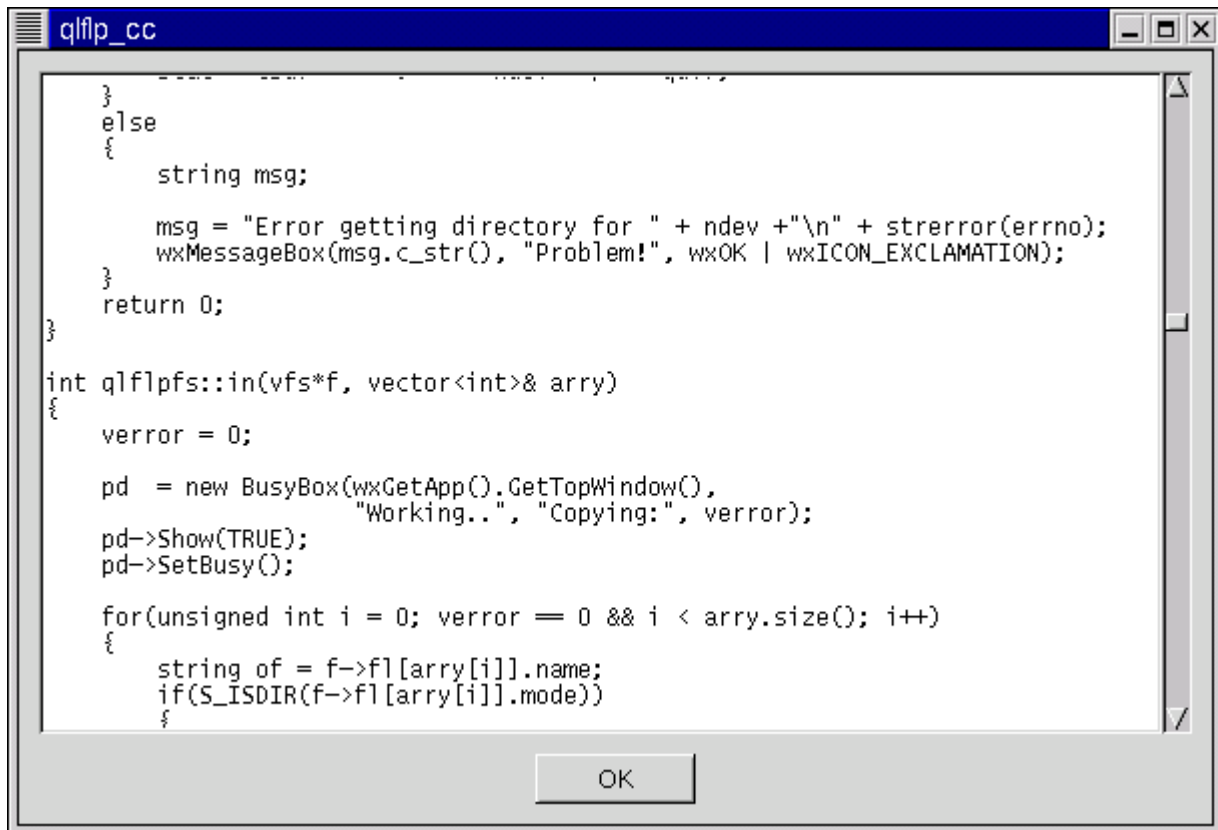 qlflp_cc
    }
    else
    {
        string msg;

        msg = "Error getting directory for " + ndev +"\n" + strerror(errno);
        wxMessageBox(msg.c_str(), "Problem!", wxOK | wxICON_EXCLAMATION);
    }
    return 0;
}

int qlflpfs::in(vfs*f, vector<int>& arry)
{
    verror = 0;

    pd  = new BusyBox(wxGetApp().GetTopWindow(),
                      "Working..", "Copying:", verror);
    pd->Show(TRUE);
    pd->SetBusy();

    for(unsigned int i = 0; verror == 0 && i < arry.size(); i++)
    {
        string of = f->fl[arry[i]].name;
        if(S_ISDIR(f->fl[arry[i]].mode))
        {
OK